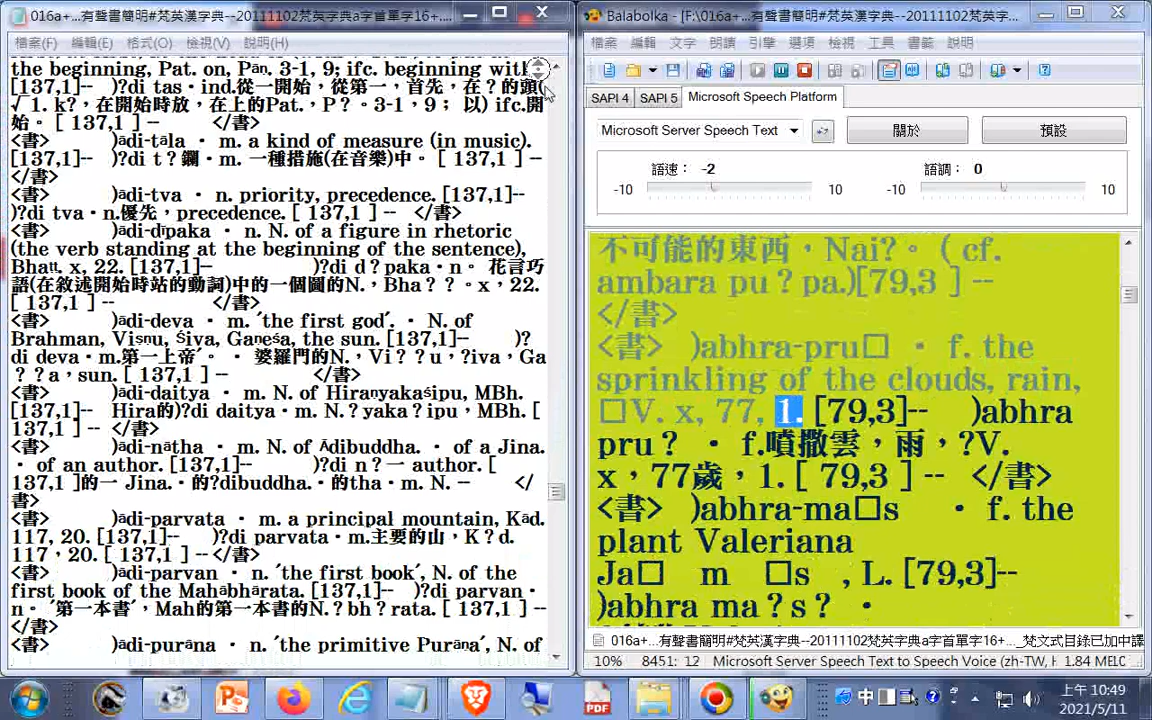 016a+...有聲書簡明#梵英漢字典--20111102梵英字典a字首單字16+...
檔案(F) 編輯(E) 格式(O) 檢視(V) 說明(H)
the beginning, Pat. on, Pāṇ. 3-1, 9; ifc. beginning with
[137,1]-- )?di tas・ind.從一開始，從第一，首先，在？的頭(
√ 1. k?，在開始時放，在上的Pat.，P？。3-1，9； 以) ifc.開
始。 [ 137,1 ] -- </書>
<書> )ādi-tāla ・ m. a kind of measure (in music).
[137,1]-- )?di t？鑼・m. 一種措施(在音樂)中。 [ 137,1 ] --
</書>
<書> )ādi-tva ・ n. priority, precedence. [137,1]--
)?di tva・n.優先，precedence. [ 137,1 ] -- </書>
<書> )ādi-dīpaka ・ n. N. of a figure in rhetoric
(the verb standing at the beginning of the sentence),
Bhaṭṭ. x, 22. [137,1]-- )?di d？paka・n。 花言巧
語(在敘述開始時站的動詞)中的一個圖的N.，Bha？？。x，22.
[ 137,1 ] -- </書>
<書> )ādi-deva ・ m. 'the first god'. ・ N. of
Brahman, Viṣṇu, Śiva, Gaṇeśa, the sun. [137,1]-- )?
di deva・m.第一上帝´。・ 婆羅門的N.，Vi？？u，?iva，Ga
？？a，sun. [ 137,1 ] -- </書>
<書> )ādi-daitya ・ m. N. of Hiraṇyakaśipu, MBh.
[137,1]-- Hira的)?di daitya・m. N.？yaka？ipu，MBh. [
137,1 ] -- </書>
<書> )ādi-nātha ・ m. N. of Ādibuddha. ・ of a Jina.
・ of an author. [137,1]-- )?di n？一 author. [
137,1 ]的一 Jina.・的?dibuddha.・的tha・m. N. -- </
書>
<書> )ādi-parvata ・ m. a principal mountain, Kād.
117, 20. [137,1]-- )?di parvata・m.主要的山，K？d.
117，20. [ 137,1 ] -- </書>
<書> )ādi-parvan ・ n. 'the first book', N. of the
first book of the Mahābhārata. [137,1]-- )?di parvan・
n。 ´第一本書´，Mah的第一本書的N.？bh？rata. [ 137,1 ] --
</書>
<書> )ādi-purāṇa ・ n. 'the primitive Purāṇa', N. of
Balabolka - [F:\016a+...有聲書簡明#梵英漢字典--20111102梵英字...
檔案 編輯 文字 朗讀 引擎 選項 檢視 工具 書籤 說明
SAPI 4 SAPI 5 Microsoft Speech Platform
Microsoft Server Speech Text 關於 預設
語速： -2 語調： 0
-10 10 -10 10
不可能的東西，Nai?。( cf.
ambara pu？pa.)[79,3 ] --
</書>
<書> )abhra-pru□ ・ f. the
sprinkling of the clouds, rain,
□V. x, 77, 1. [79,3]-- )abhra
pru？ ・ f.噴撒雲，雨，?V.
x，77歲，1. [ 79,3 ] -- </書>
<書> )abhra-ma□s ・ f. the
plant Valeriana
Ja□ m □s , L. [79,3]--
)abhra ma？s？ ・
016a+...有聲書簡明#梵英漢字典--20111102梵英字典a字首單字16+..._梵文式目錄已加中譯
10% 8451: 12 Microsoft Server Speech Text to Speech Voice (zh-TW, H 1.84 MELO
中
上午 10:49
2021/5/11